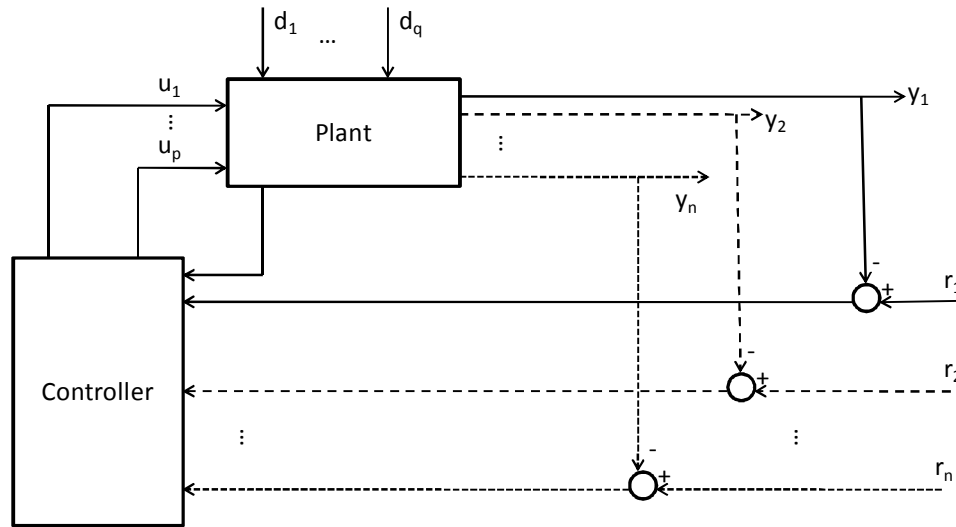 d1 ... dq
u1
...
up
Plant
y1
y2
...
yn
-
+
r1
-
+
r2
Controller
...
...
-
+
rn